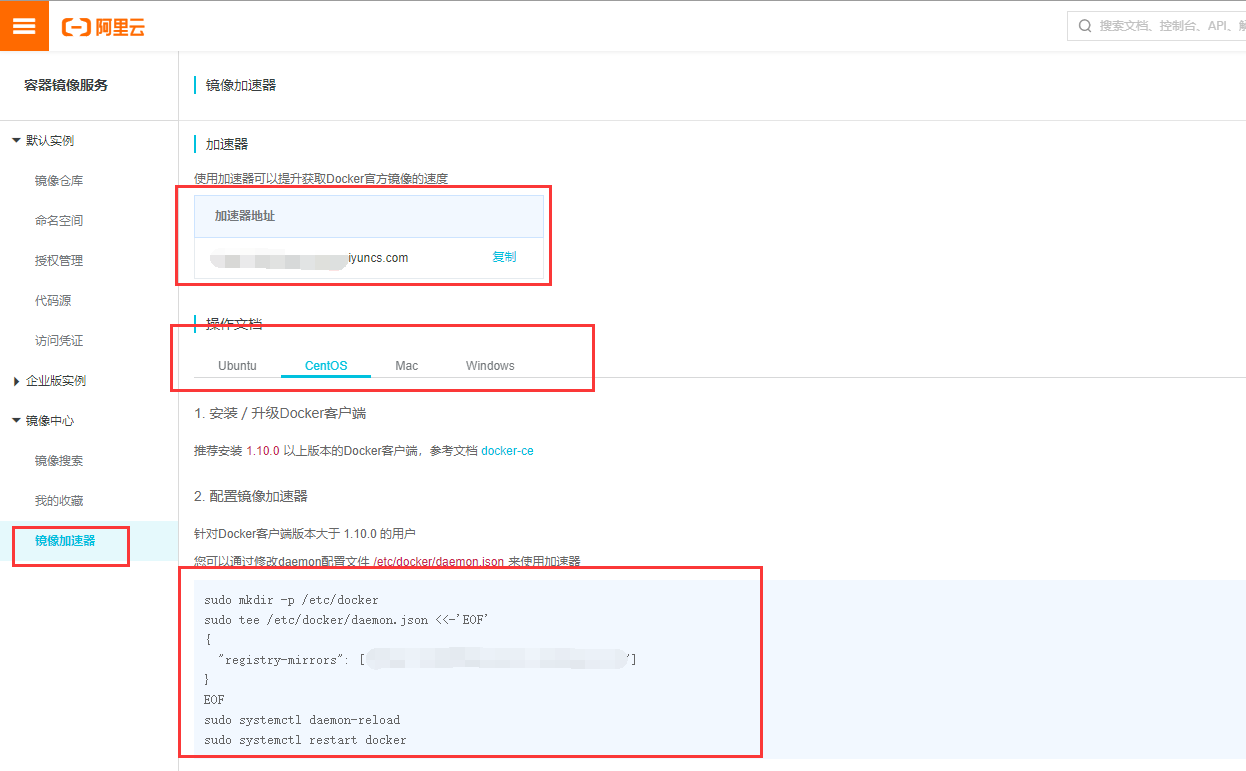 阿里云
搜索文档、控制台、API、
容器镜像服务
镜像加速器
默认实例
镜像仓库
命名空间
授权管理
代码源
访问凭证
企业版实例
镜像中心
镜像搜索
我的收藏
镜像加速器
加速器
使用加速器可以提升获取Docker官方镜像的速度
加速器地址
iyuncs.com 复制
操作文档
Ubuntu CentOS Mac Windows
1. 安装 / 升级Docker客户端
推荐安装 1.10.0 以上版本的Docker客户端，参考文档 docker-ce
2. 配置镜像加速器
针对Docker客户端版本大于 1.10.0 的用户
您可以通过修改daemon配置文件 /etc/docker/daemon.json 来使用加速器
sudo mkdir -p /etc/docker
sudo tee /etc/docker/daemon.json <<-'EOF'
{
"registry-mirrors": [ "]
}
EOF
sudo systemctl daemon-reload
sudo systemctl restart docker